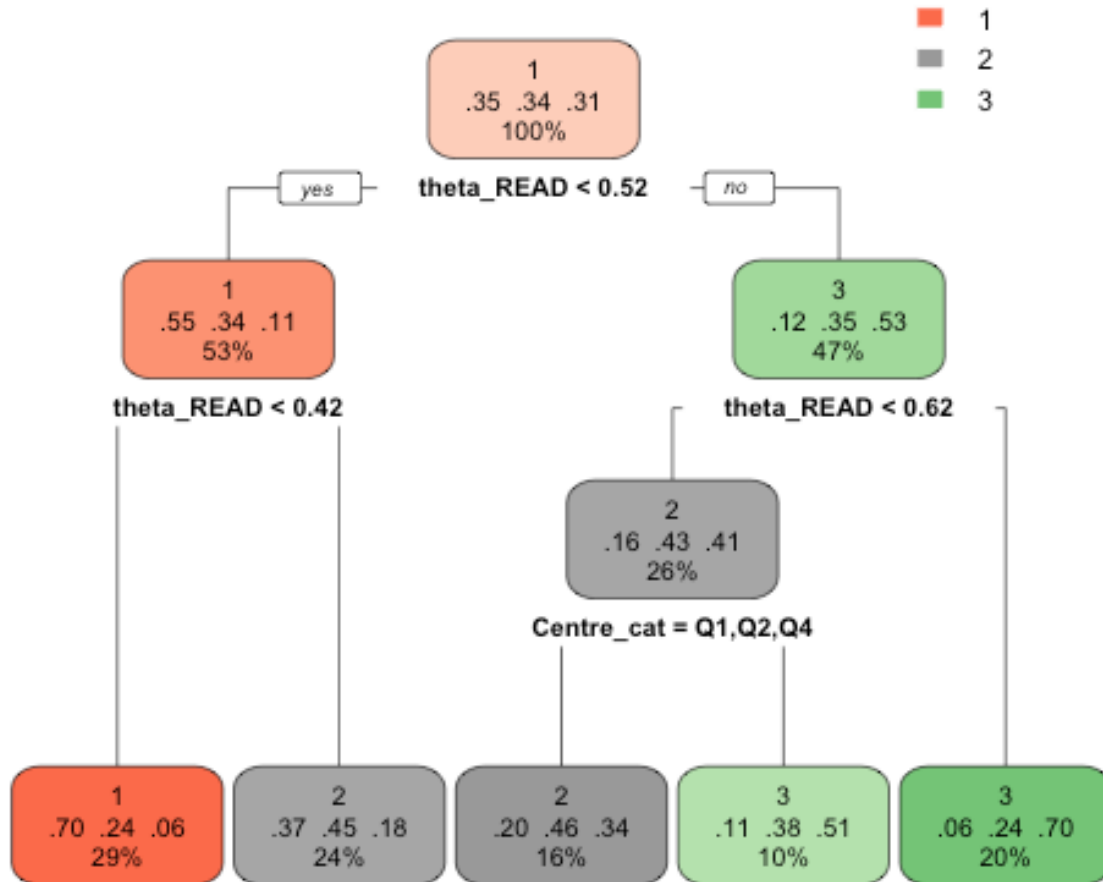 1
2
3
1
.35 .34 .31
100%
yes
theta_READ < 0.52
no
1
.55 .34 .11
53%
3
.12 .35 .53
47%
theta_READ < 0.42
theta_READ < 0.62
2
.16 .43 .41
26%
Centre_cat = Q1,Q2,Q4
1
.70 .24 .06
29%
2
.37 .45 .18
24%
2
.20 .46 .34
16%
3
.11 .38 .51
10%
3
.06 .24 .70
20%